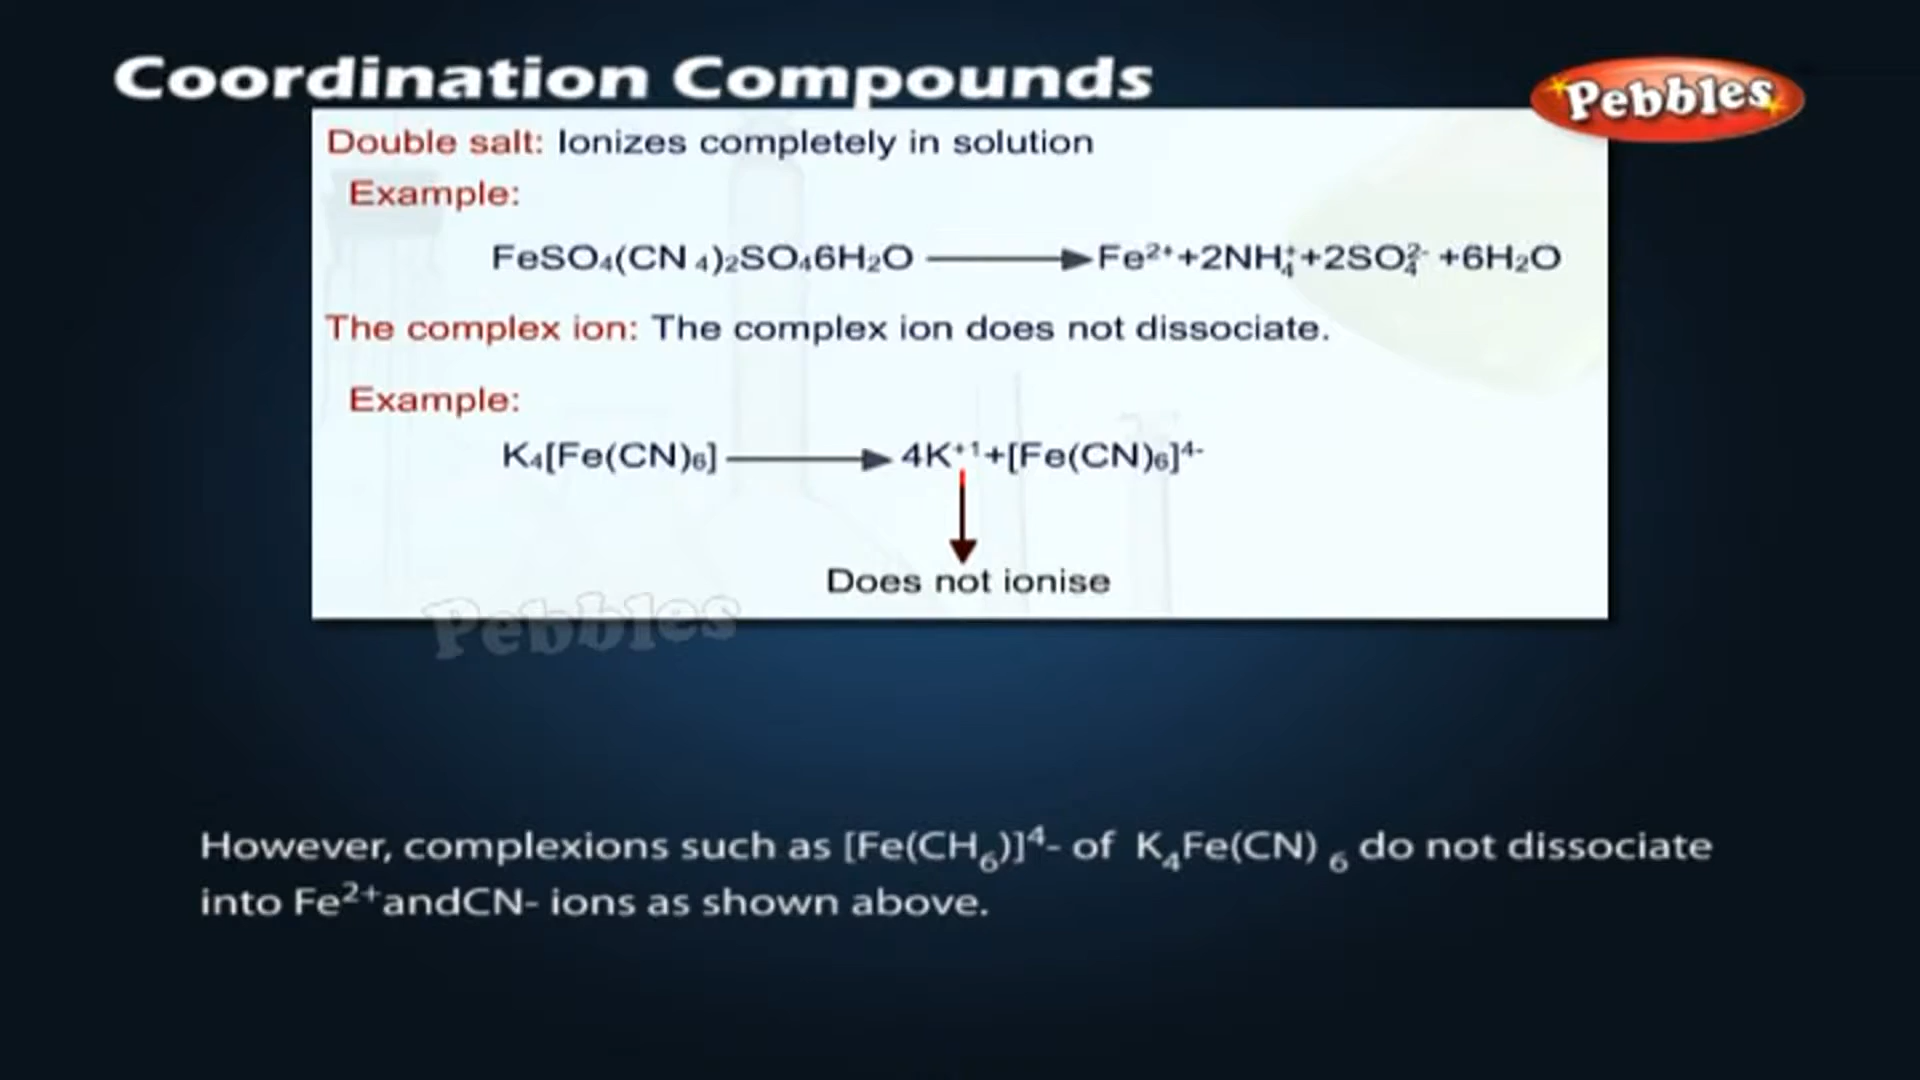 Coordination Compounds
Pebbles
Double salt: Ionizes completely in solution
Example:
FeSO₄(CN ₄)₂SO₄6H₂O → Fe²⁺+2NH₄⁺+2SO₄²⁻ +6H₂O
The complex ion: The complex ion does not dissociate.
Example:
K₄[Fe(CN)₆] → 4K⁺¹+[Fe(CN)₆]⁴⁻
Does not ionise
Pebbles
However, complexions such as [Fe(CH₆)]⁴- of K₄Fe(CN) ₆ do not dissociate
into Fe²⁺andCN- ions as shown above.